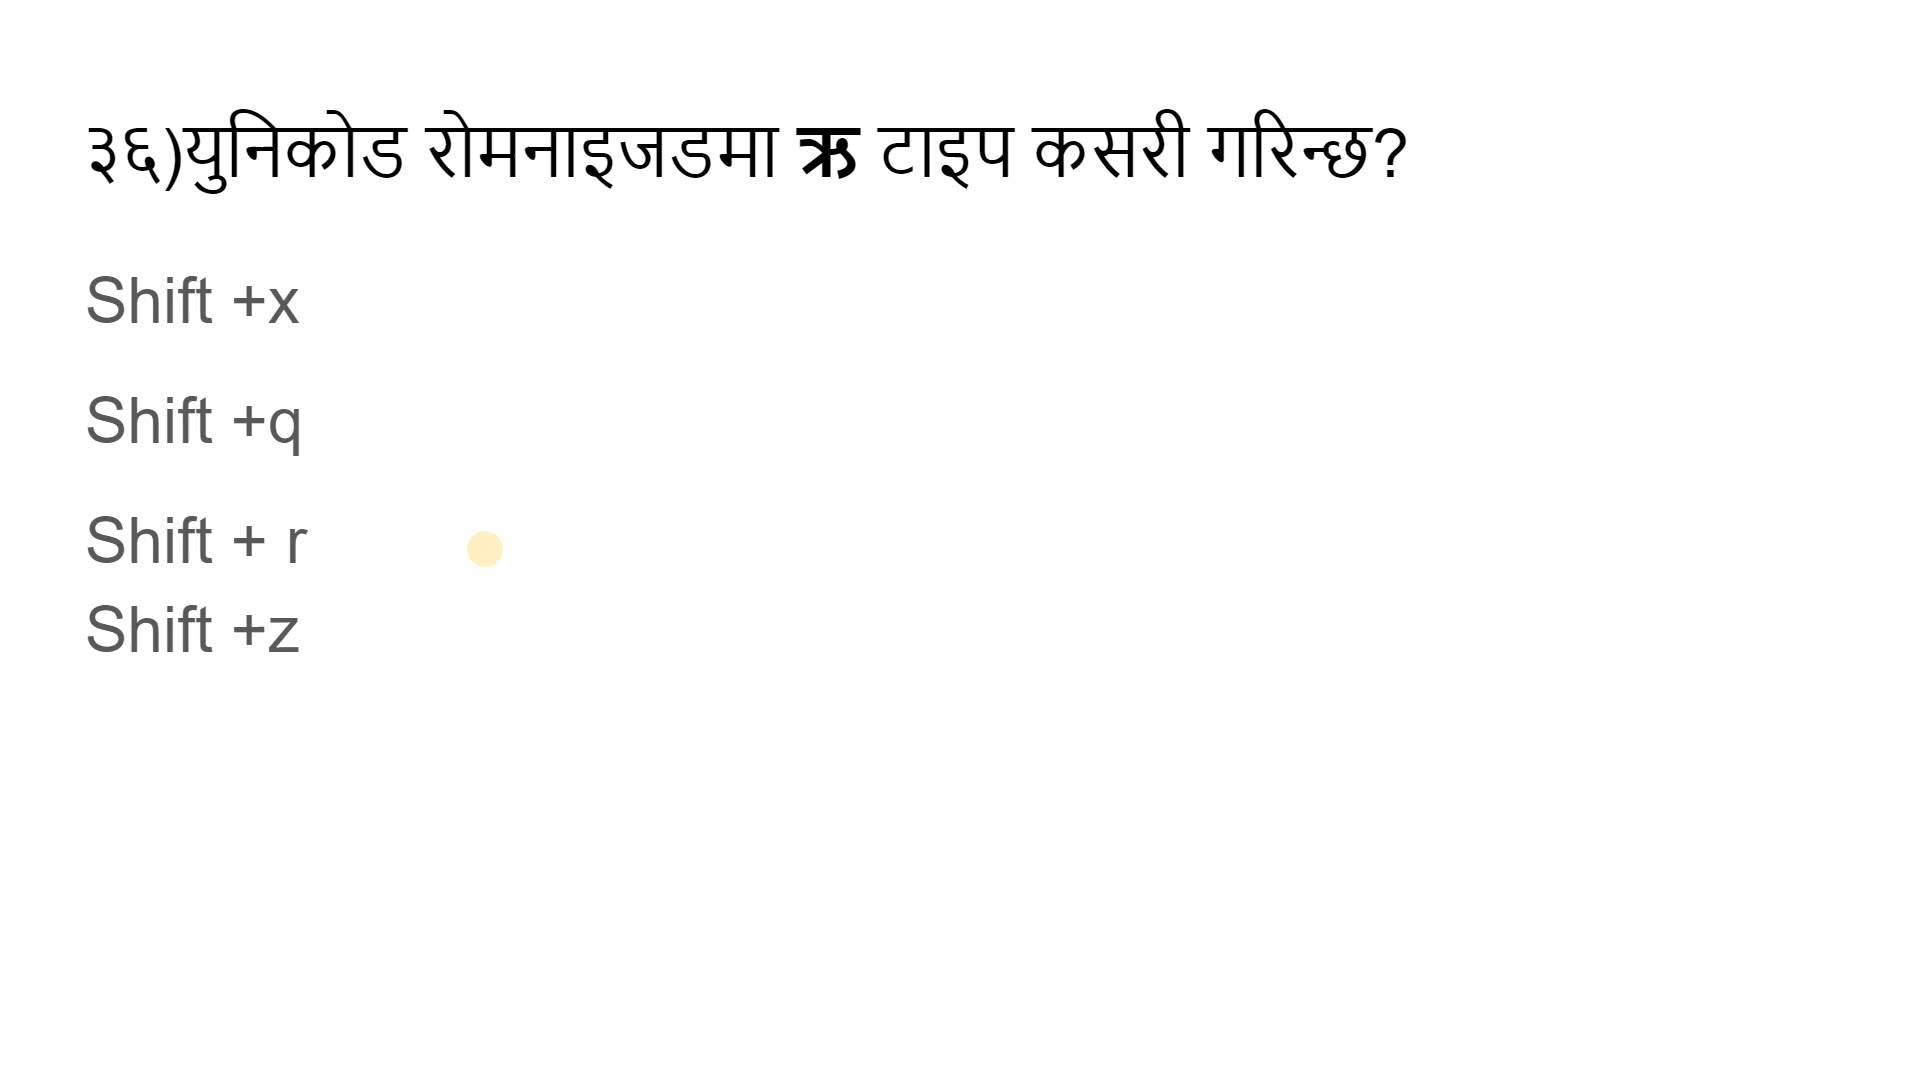 ३६)युनिकोड रोमनाइजडमा ऋ टाइप कसरी गरिन्छ?
Shift +x
Shift +q
Shift + r
Shift +z